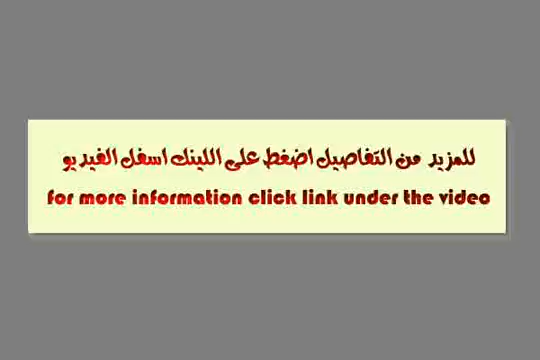 للمزيد من التفاصيل اضغط على اللينك اسفل الفيديو
for more information click link under the video